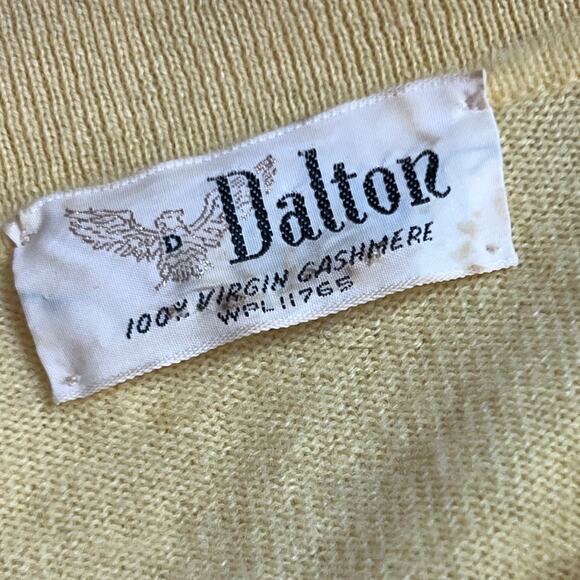 D
Dalton
100% VIRGIN CASHMERE
WPL 11765